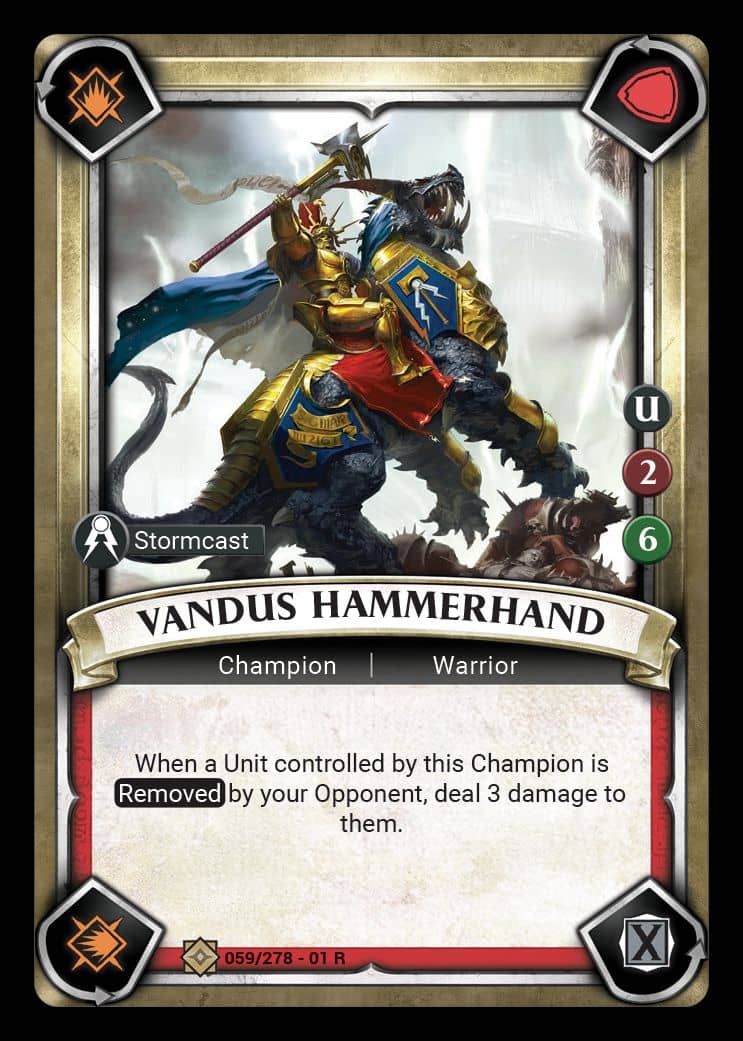 U
2
6
Stormcast
VANDUS HAMMERHAND
Champion | Warrior
When a Unit controlled by this Champion is
Removed by your Opponent, deal 3 damage to
them.
X
059/278 - 01 R